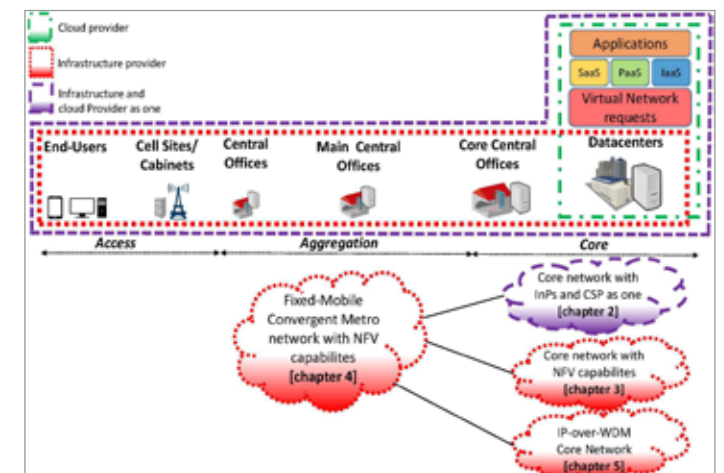 Cloud provider
Infrastructure provider
Infrastructure and
cloud Provider as one
Applications
SaaS PaaS IaaS
Virtual Network
requests
End-Users Cell Sites/ Central Main Central Core Central Datacenters
Cabinets Offices Offices Offices
Access Aggregation Core
Core network with
InPs and CSP as one
[chapter 2]
Fixed-Mobile
Convergent Metro
network with NFV
capabilites
[chapter 4]
Core network with
NFV capabilites
[chapter 3]
IP-over-WDM
Core Network
[chapter 5]